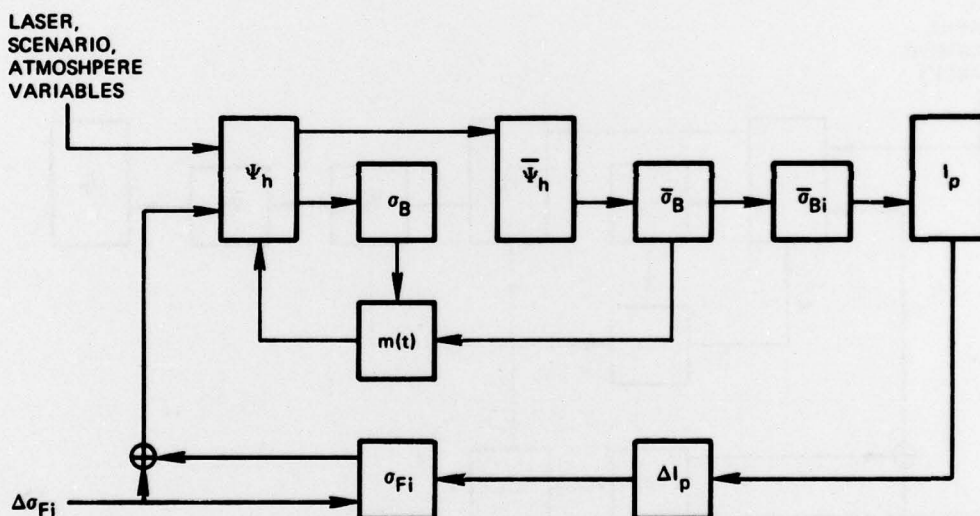 LASER,
SCENARIO,
ATMOSHPERE
VARIABLES
Ψh
σB
Ψ̅h
σ̅B
σ̅Bi
Ip
m(t)
σFi
ΔIp
ΔσFi